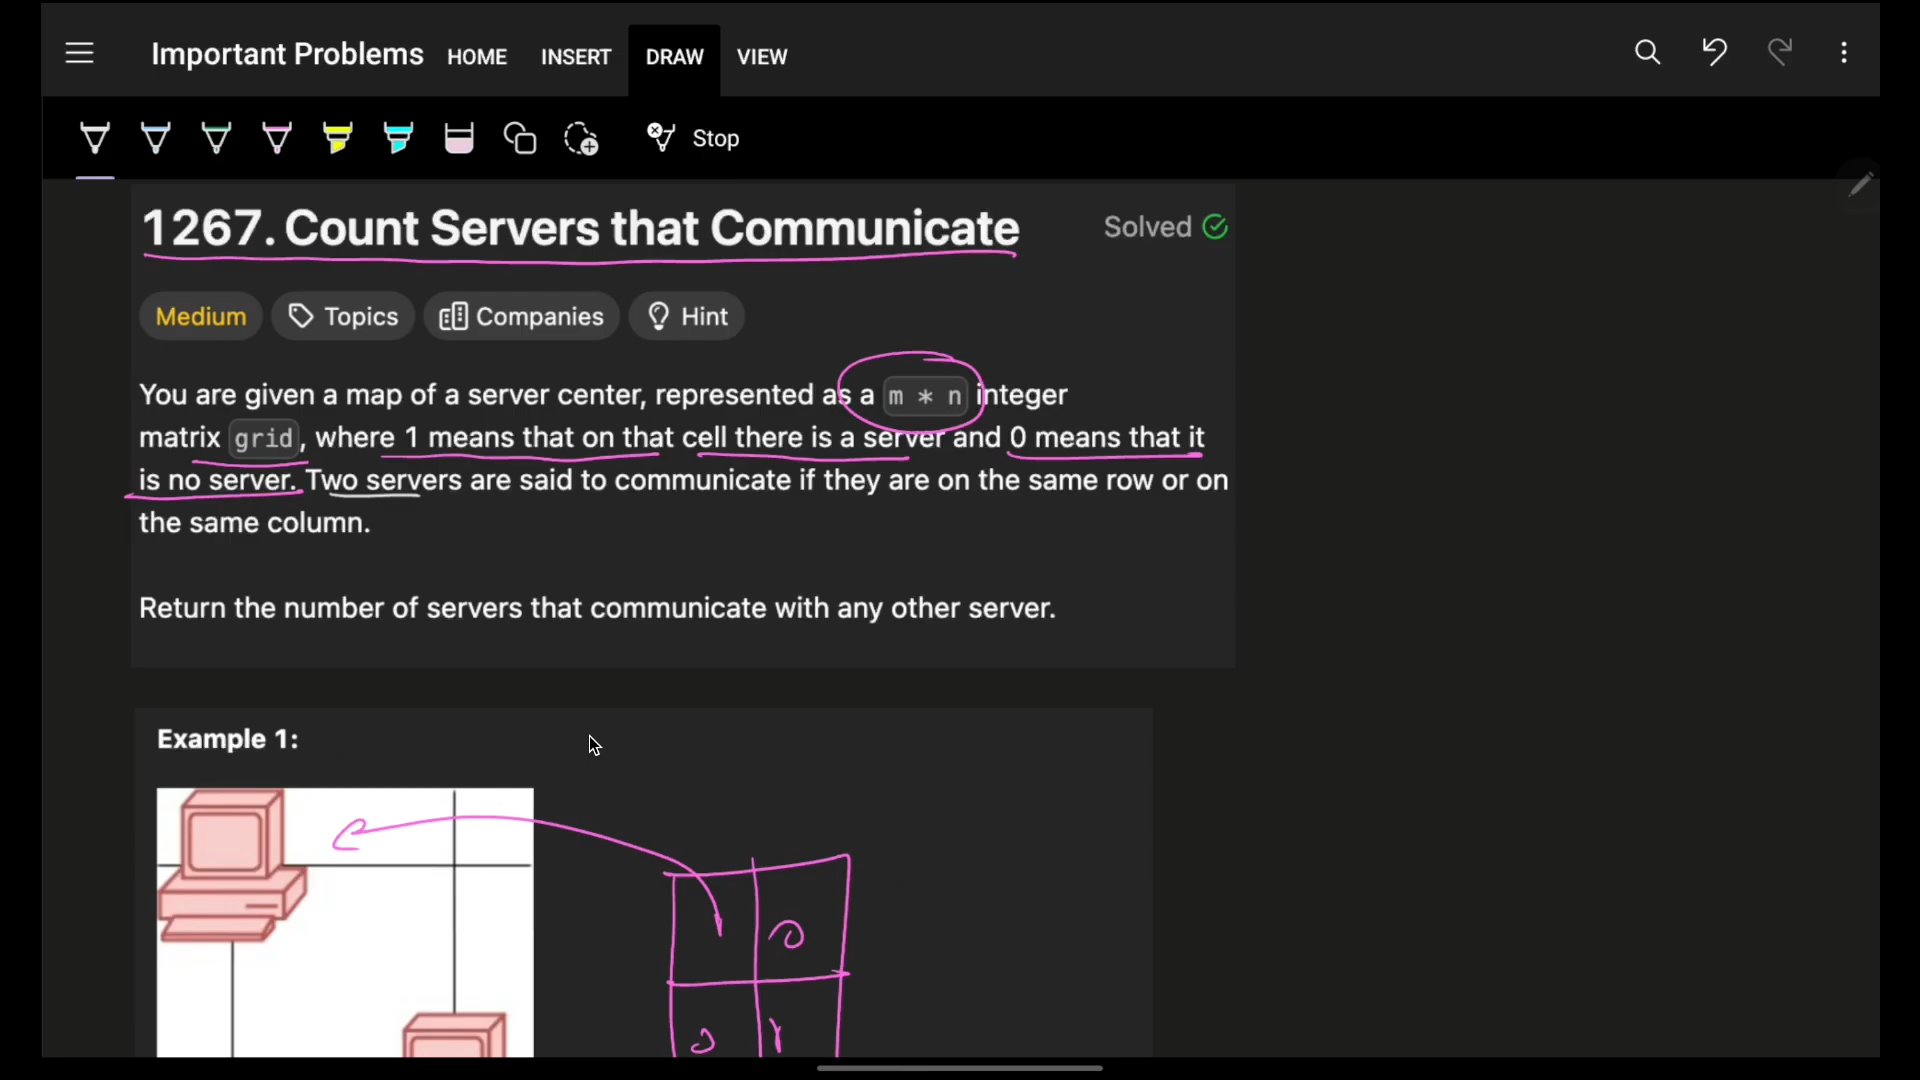 Important Problems HOME INSERT DRAW VIEW
Stop
1267. Count Servers that Communicate Solved
Medium Topics Companies Hint
You are given a map of a server center, represented as a m * n integer
matrix grid, where 1 means that on that cell there is a server and 0 means that it
is no server. Two servers are said to communicate if they are on the same row or on
the same column.
Return the number of servers that communicate with any other server.
Example 1:
0
0 1